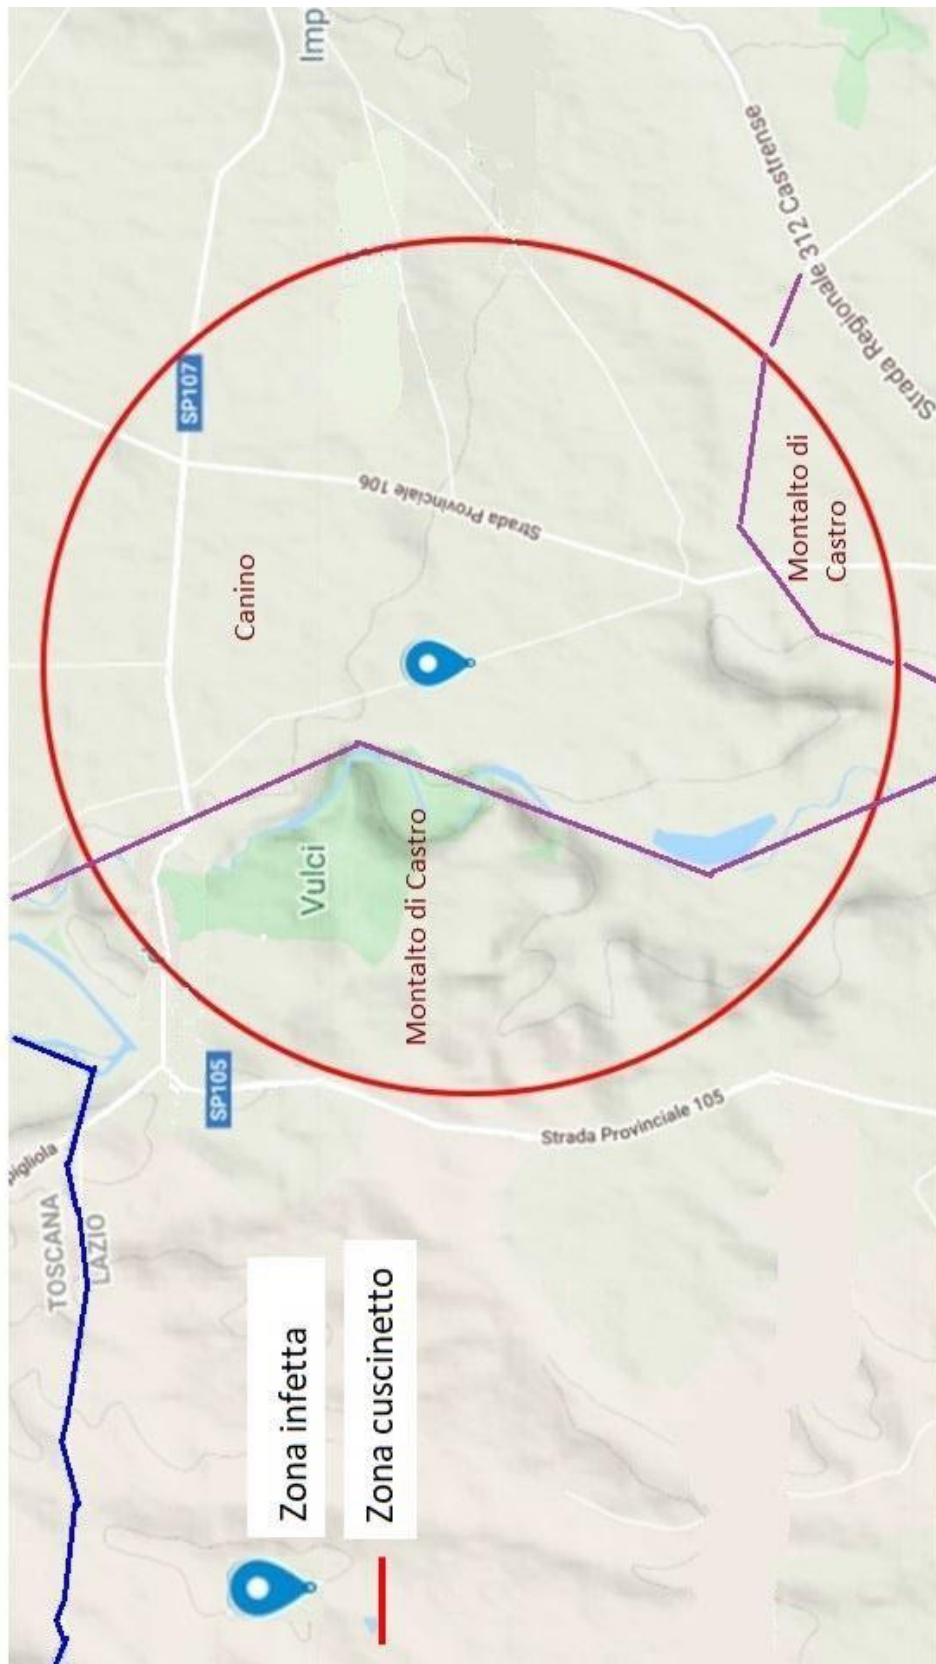 Imp
Strada Regionale 312 Castrense
SP107
Strada Provinciale 106
Canino
Montalto di
Castro
Vulci
Montalto di Castro
SP105
Strada Provinciale 105
pigliola
TOSCANA
LAZIO
Zona infetta
Zona cuscinetto